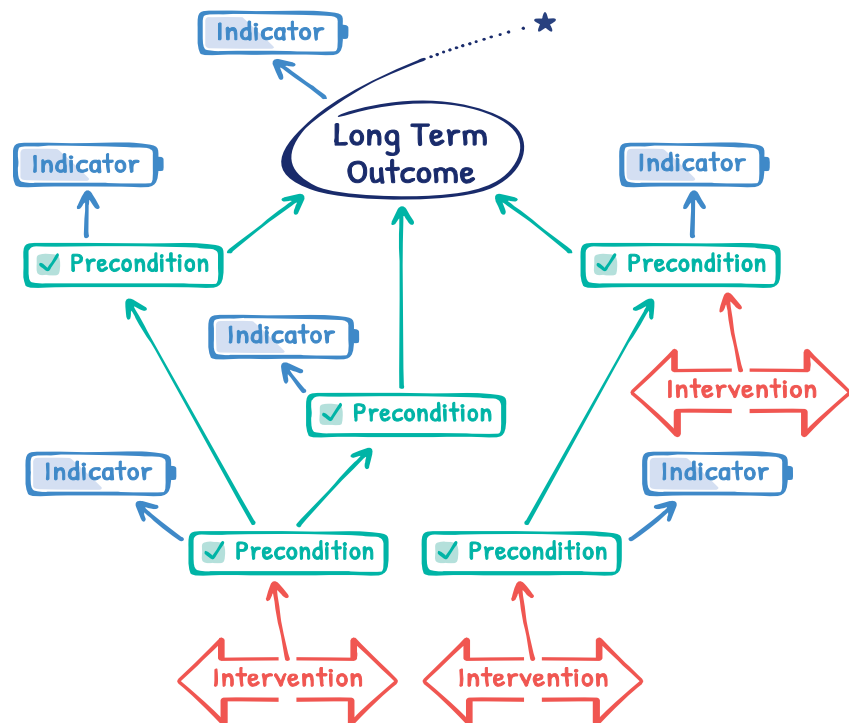 Indicator
Long Term
Outcome
Indicator
Indicator
Precondition
Precondition
Indicator
Intervention
Precondition
Indicator
Indicator
Precondition
Precondition
Intervention
Intervention